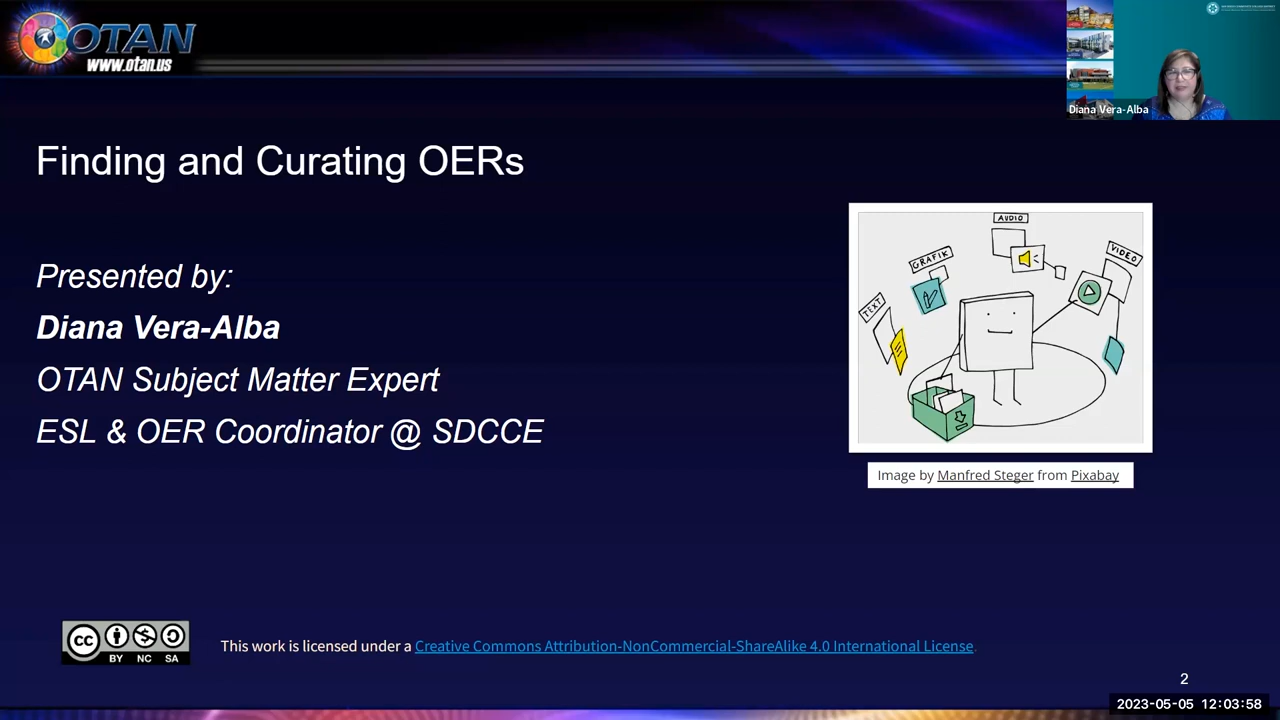 OTAN
www.otan.us
Diana Vera-Alba
Finding and Curating OERs
Presented by:
Diana Vera-Alba
OTAN Subject Matter Expert
ESL & OER Coordinator @ SDCCE
AUDIO
GRAFIK
VIDEO
TEXT
Image by Manfred Steger from Pixabay
cc
BY NC SA
This work is licensed under a Creative Commons Attribution-NonCommercial-ShareAlike 4.0 International License.
2
2023-05-05 12:03:58